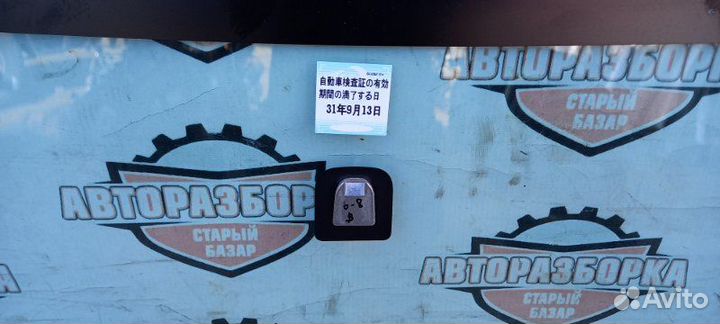 АВТОРАЗБОРКА
СТАРЫЙ
БАЗАР
自動車検査証の有効
期間の満了する日
31年9月13日
АВТОРАЗБОР
СТАРЫЙ
БАЗАР
АВТОРАЗБОРКА
СТАРЫЙ
БАЗАР
Avito